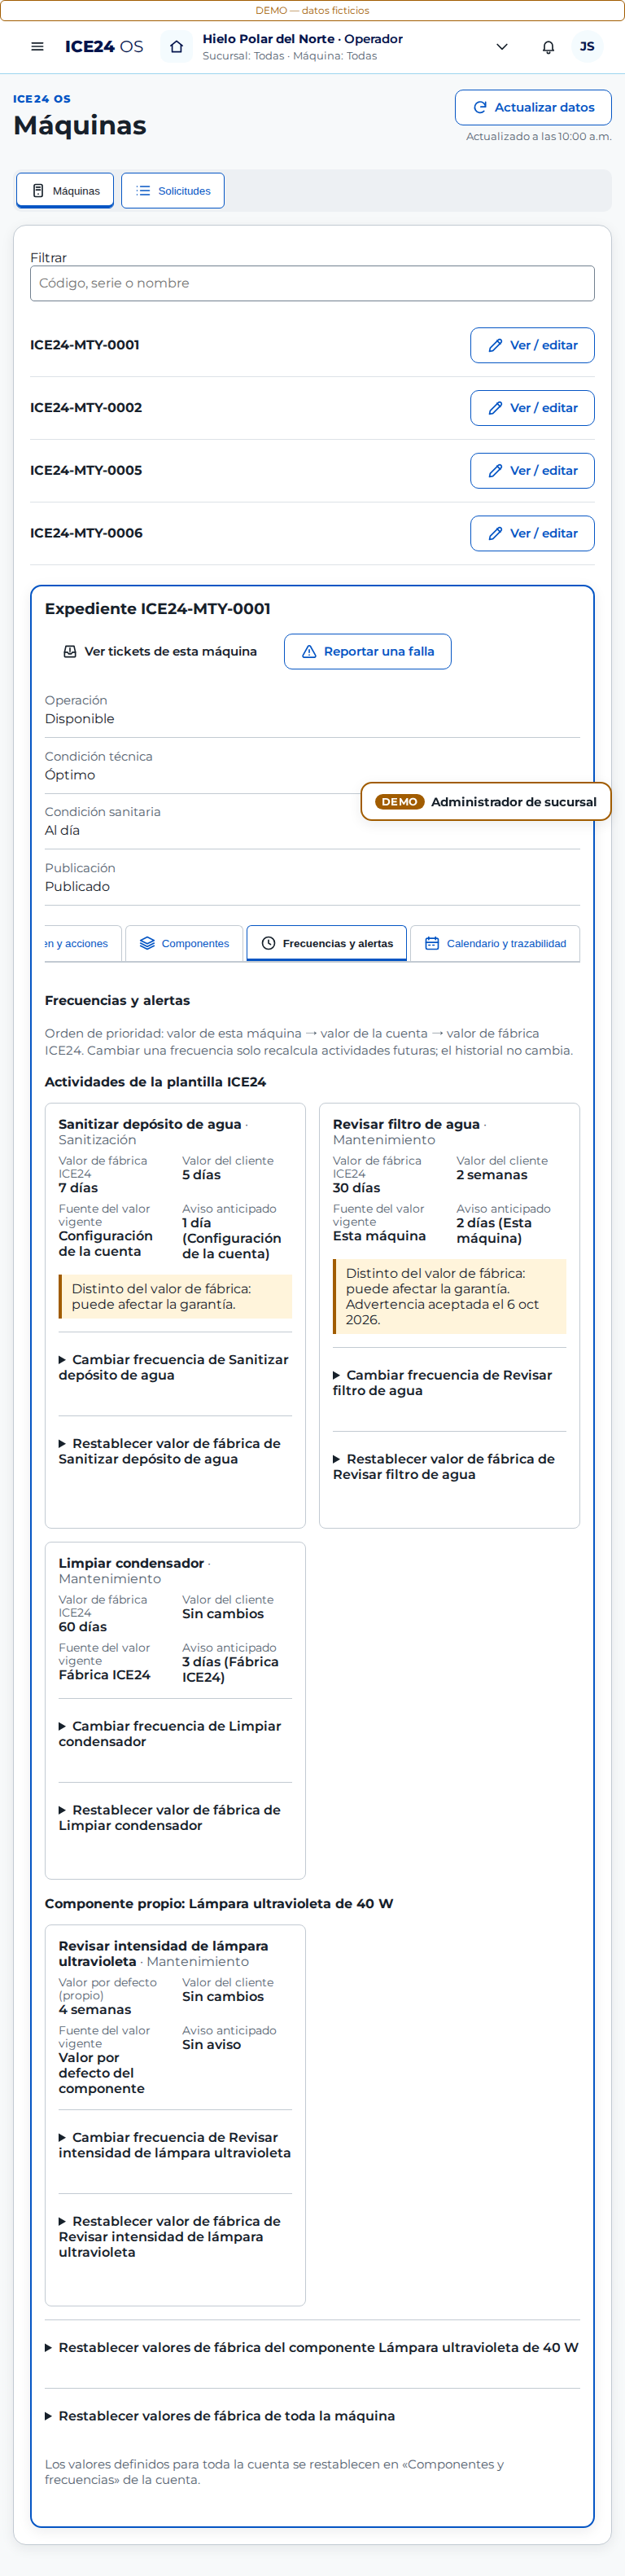 DEMO — datos ficticios
ICE24 OS
Hielo Polar del Norte · Operador
Sucursal: Todas · Máquina: Todas
JS
ICE24 OS
Máquinas
Actualizar datos
Actualizado a las 10:00 a.m.
Máquinas
Solicitudes
Filtrar
Código, serie o nombre
ICE24-MTY-0001
Ver / editar
ICE24-MTY-0002
Ver / editar
ICE24-MTY-0005
Ver / editar
ICE24-MTY-0006
Ver / editar
Expediente ICE24-MTY-0001
Ver tickets de esta máquina
Reportar una falla
Operación
Disponible
Condición técnica
Óptimo
Condición sanitaria
Al día
DEMO Administrador de sucursal
Publicación
Publicado
en y acciones
Componentes
Frecuencias y alertas
Calendario y trazabilidad
Frecuencias y alertas
Orden de prioridad: valor de esta máquina → valor de la cuenta → valor de fábrica
ICE24. Cambiar una frecuencia solo recalcula actividades futuras; el historial no cambia.
Actividades de la plantilla ICE24
Sanitizar depósito de agua ·
Sanitización
Valor de fábrica
ICE24
7 días
Valor del cliente
5 días
Fuente del valor
vigente
Configuración
de la cuenta
Aviso anticipado
1 día
(Configuración
de la cuenta)
Distinto del valor de fábrica:
puede afectar la garantía.
Cambiar frecuencia de Sanitizar
depósito de agua
Restablecer valor de fábrica de
Sanitizar depósito de agua
Revisar filtro de agua ·
Mantenimiento
Valor de fábrica
ICE24
30 días
Valor del cliente
2 semanas
Fuente del valor
vigente
Esta máquina
Aviso anticipado
2 días (Esta
máquina)
Distinto del valor de fábrica:
puede afectar la garantía.
Advertencia aceptada el 6 oct
2026.
Cambiar frecuencia de Revisar
filtro de agua
Restablecer valor de fábrica de
Revisar filtro de agua
Limpiar condensador ·
Mantenimiento
Valor de fábrica
ICE24
60 días
Valor del cliente
Sin cambios
Fuente del valor
vigente
Fábrica ICE24
Aviso anticipado
3 días (Fábrica
ICE24)
Cambiar frecuencia de Limpiar
condensador
Restablecer valor de fábrica de
Limpiar condensador
Componente propio: Lámpara ultravioleta de 40 W
Revisar intensidad de lámpara
ultravioleta · Mantenimiento
Valor por defecto
(propio)
4 semanas
Valor del cliente
Sin cambios
Fuente del valor
vigente
Valor por
defecto del
componente
Aviso anticipado
Sin aviso
Cambiar frecuencia de Revisar
intensidad de lámpara ultravioleta
Restablecer valor de fábrica de
Revisar intensidad de lámpara
ultravioleta
Restablecer valores de fábrica del componente Lámpara ultravioleta de 40 W
Restablecer valores de fábrica de toda la máquina
Los valores definidos para toda la cuenta se restablecen en «Componentes y
frecuencias» de la cuenta.